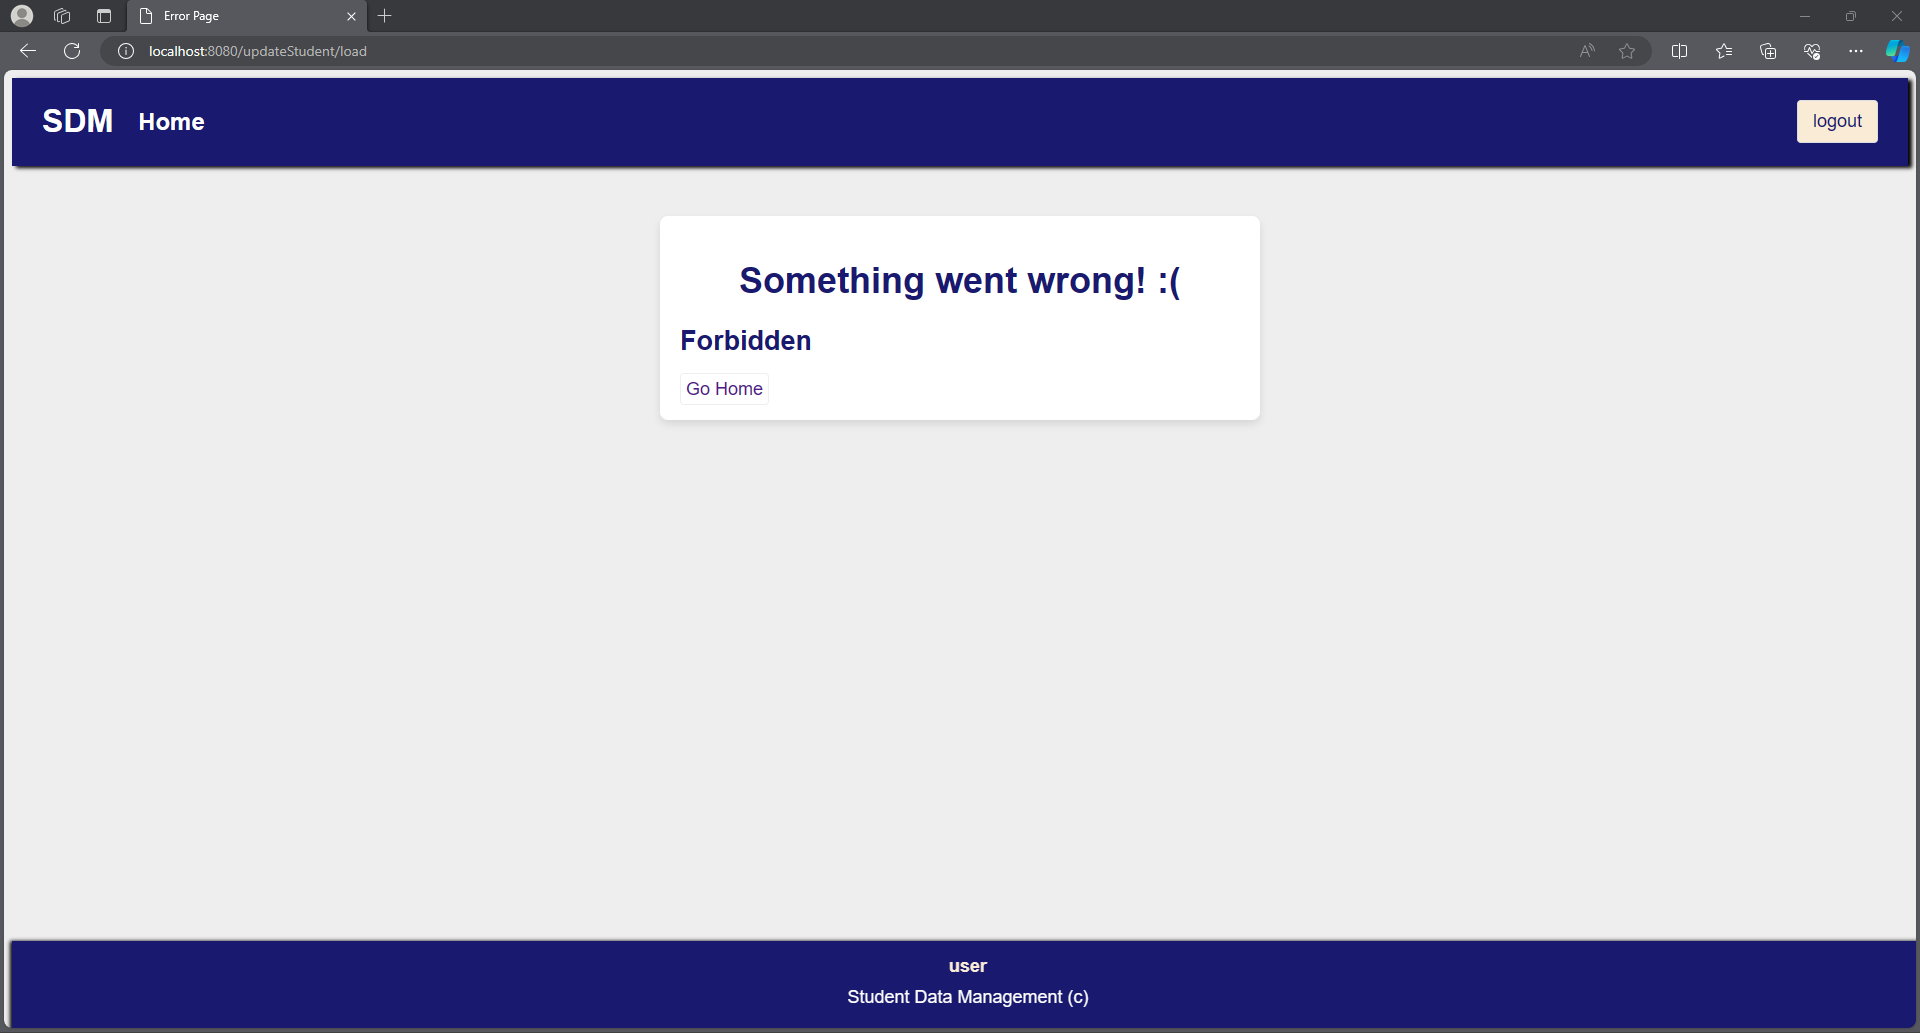 Error Page
localhost:8080/updateStudent/load
SDM Home logout
Something went wrong! :(
Forbidden
Go Home
user
Student Data Management (c)